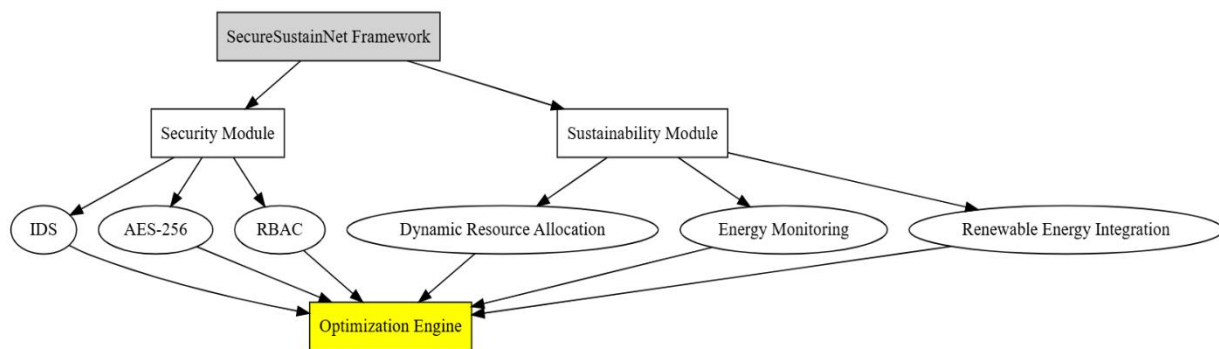 SecureSustainNet Framework
Security Module
Sustainability Module
IDS
AES-256
RBAC
Dynamic Resource Allocation
Energy Monitoring
Renewable Energy Integration
Optimization Engine